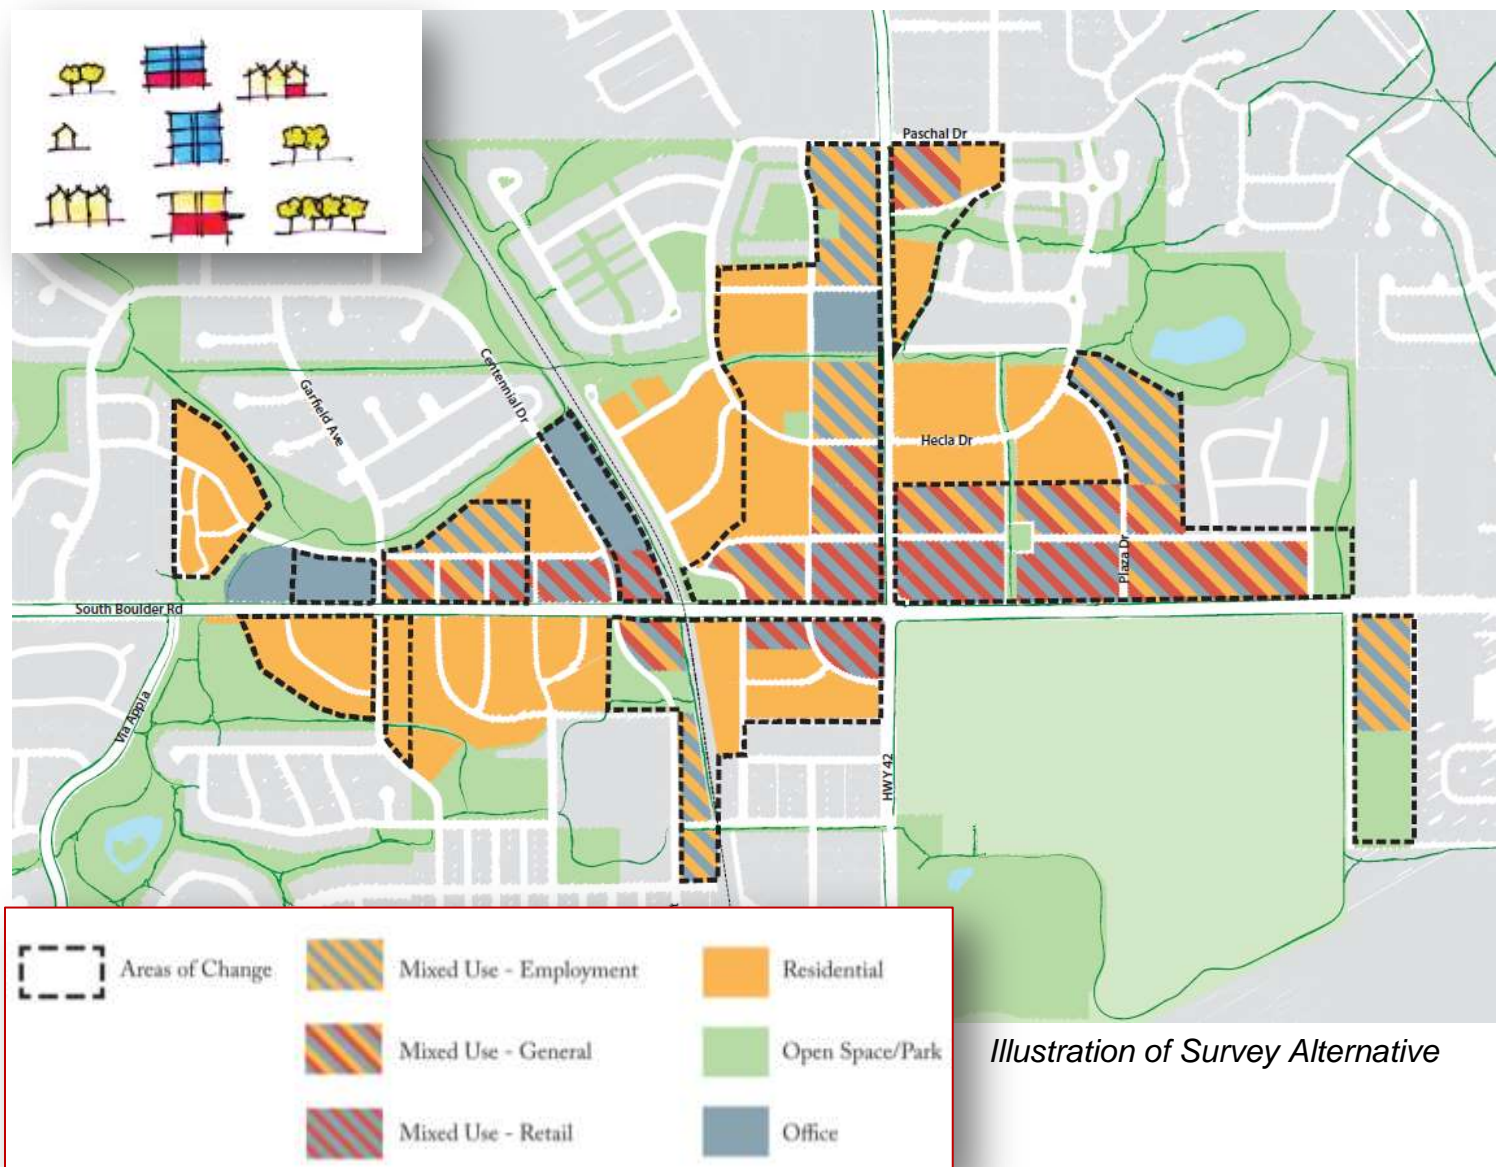 Paschal Dr
Centennial Dr
Garfield Ave
Hecla Dr
Plaza Dr
South Boulder Rd
Via Appia
HWY 42
Areas of Change
Mixed Use - Employment
Residential
Mixed Use - General
Open Space/Park
Mixed Use - Retail
Office
Illustration of Survey Alternative